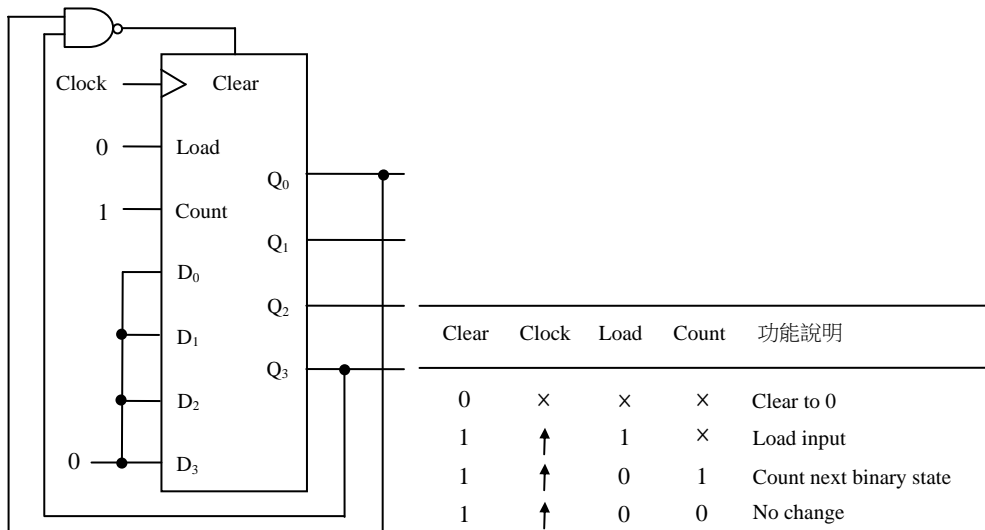 Clock
Clear
0
Load
Q₀
1
Count
Q₁
D₀
Q₂
D₁
Q₃
D₂
0
D₃
Clear Clock Load Count 功能說明
0 × × × Clear to 0
1 ↑ 1 × Load input
1 ↑ 0 1 Count next binary state
1 ↑ 0 0 No change